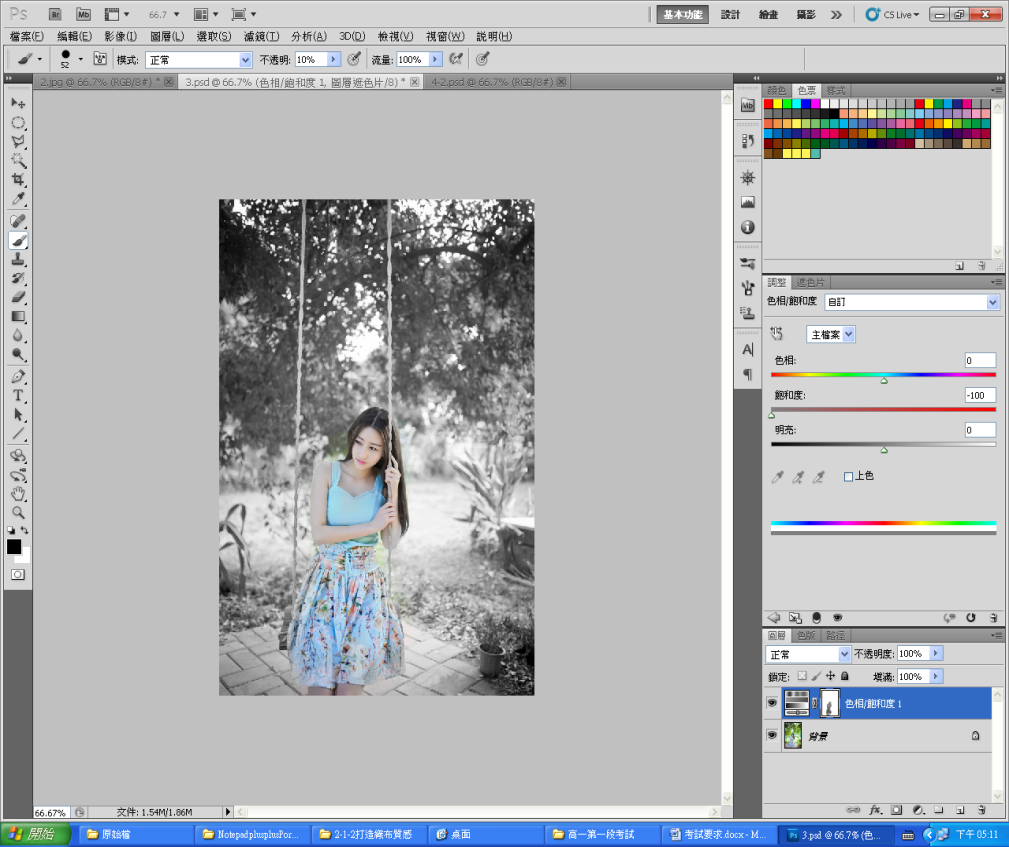 Ps Br Mb 66.7 基本功能 設計 繪畫 攝影 CS Live
檔案(F) 編輯(E) 影像(I) 圖層(L) 選取(S) 濾鏡(T) 分析(A) 3D(D) 檢視(V) 視窗(W) 說明(H)
52 模式: 正常 不透明: 10% 流量: 100%
2.jpg @ 66.7% (RGB/8#) * 3.psd @ 66.7% (色相/飽和度 1, 圖層遮色片/8) * 4-2.psd @ 66.7% (RGB/8#)
顏色 色票 樣式
Mb
調整 遮色片
色相/飽和度 自訂
主檔案
色相: 0
飽和度: -100
明亮: 0
上色
圖層 色版 路徑
正常 不透明度: 100%
鎖定: 填滿: 100%
色相/飽和度 1
背景
fx
66.67% 文件: 1.54M/1.86M
開始 原始檔 NotepadplusplusPor... 2-1-2打造織布質感 桌面 高一第一段考試 考試要求.docx - M... 3.psd @ 66.7% (色... 下午 05:11